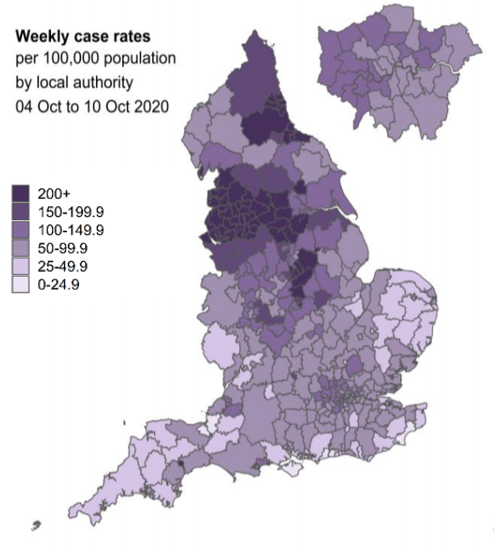 Weekly case rates
per 100,000 population
by local authority
04 Oct to 10 Oct 2020
200+
150-199.9
100-149.9
50-99.9
25-49.9
0-24.9